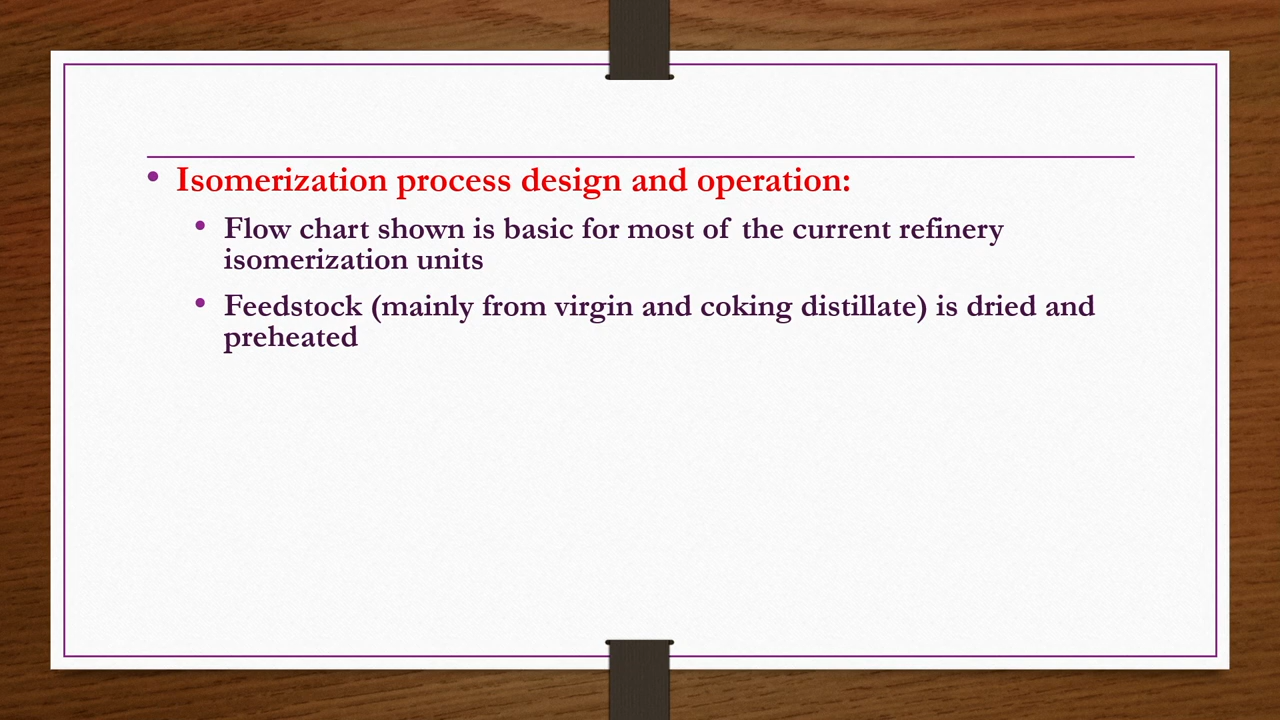 • Isomerization process design and operation:
• Flow chart shown is basic for most of the current refinery
isomerization units
• Feedstock (mainly from virgin and coking distillate) is dried and
preheated